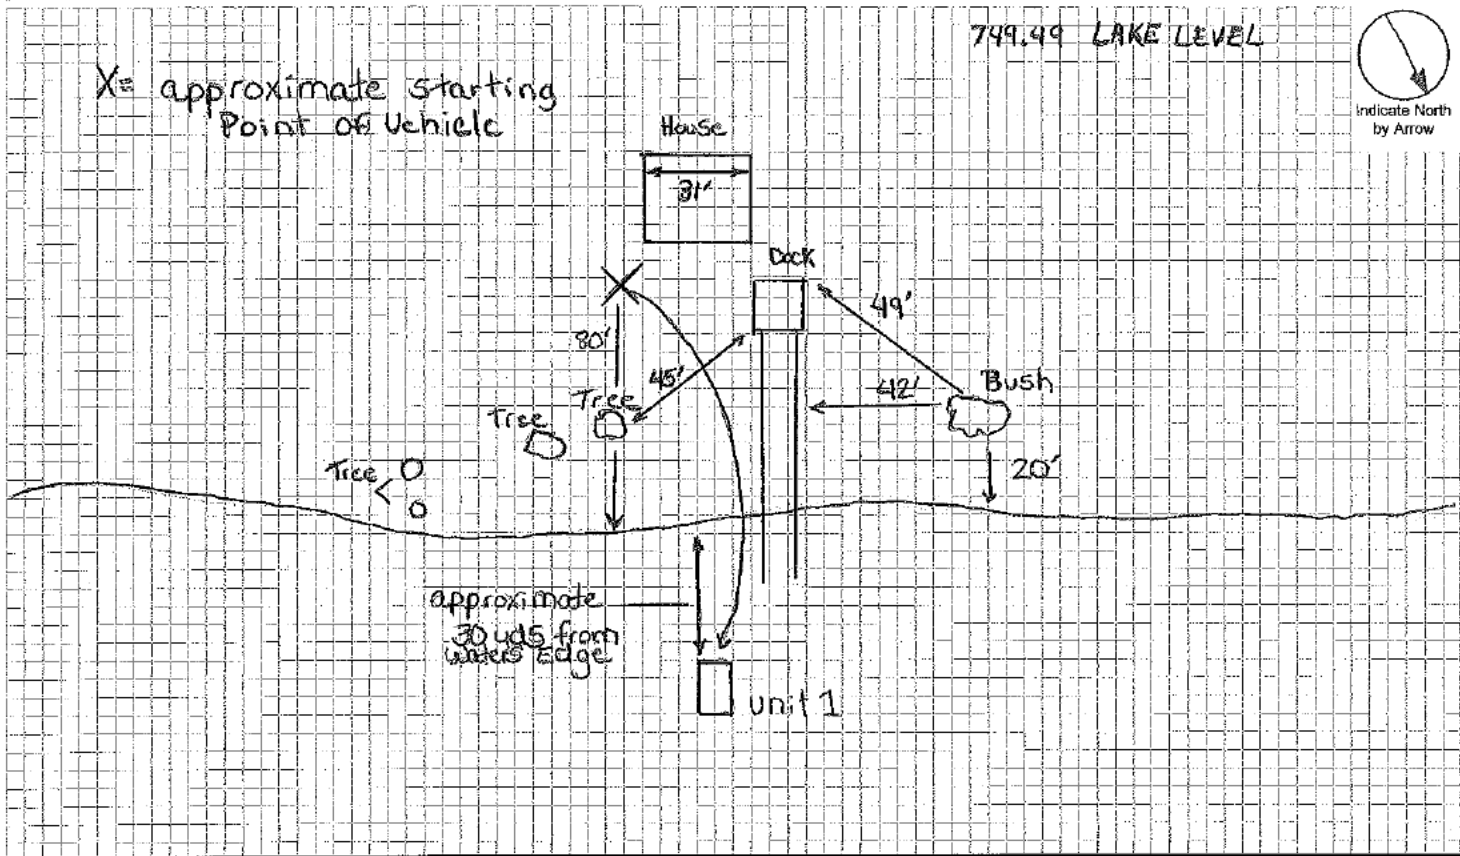 749.49 LAKE LEVEL
Indicate North
by Arrow
X= approximate starting
Point of Vehicle
House
31'
Dock
49'
80'
45'
42'
Bush
Tree
Tree
Tree
20'
approximate
30 yds from
waters Edge
unit 1